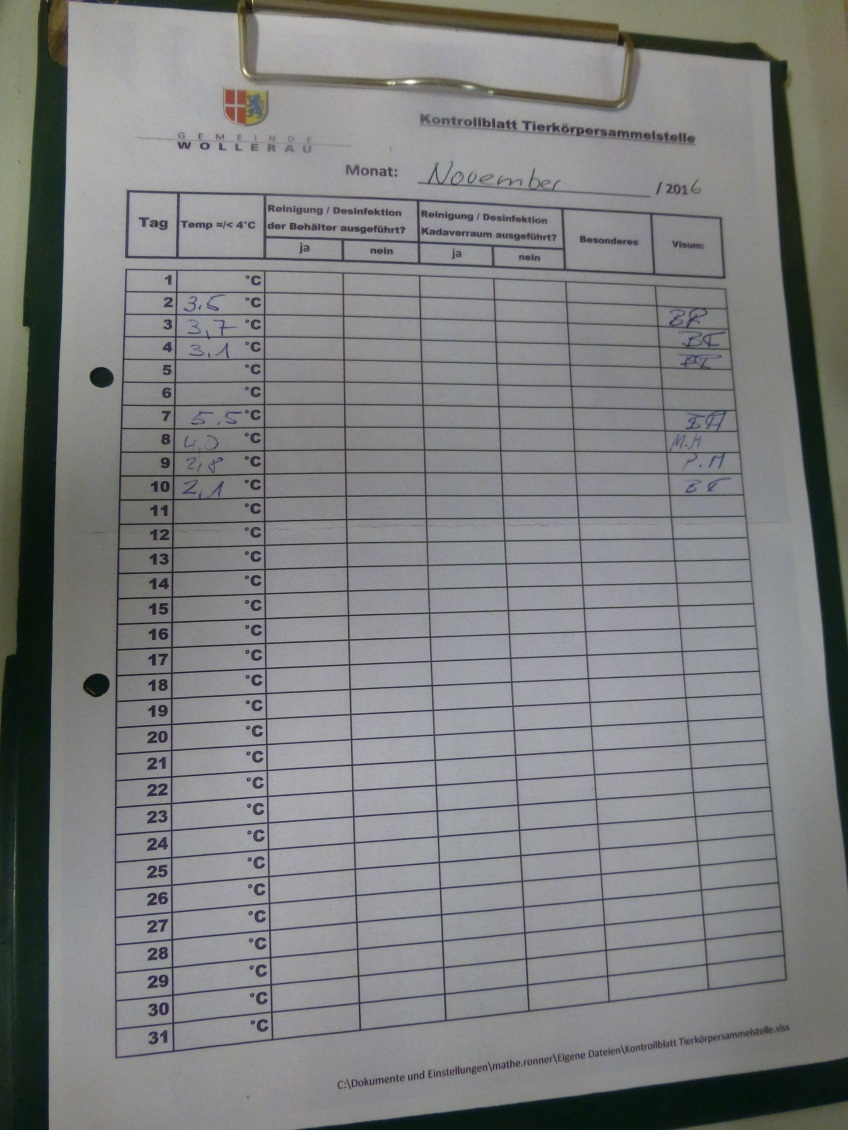 GEMEINDE
WOLLERAU
Kontrollblatt Tierkörpersammelstelle
Monat: November / 2016
Tag Temp =/< 4°C Reinigung / Desinfektion der Behälter ausgeführt? Reinigung / Desinfektion Kadaverraum ausgeführt? Besonderes Visum:
ja nein ja nein
1 °C
2 3,5 °C
3 3,7 °C
4 3,1 °C
5 °C
6 °C
7 5.5 °C
8 4,0 °C M.M
9 2,8 °C P.M
10 2,1 °C
11 °C
12 °C
13 °C
14 °C
15 °C
16 °C
17 °C
18 °C
19 °C
20 °C
21 °C
22 °C
23 °C
24 °C
25 °C
26 °C
27 °C
28 °C
29 °C
30 °C
31 °C
C:\Dokumente und Einstellungen\mathe.ronner\Eigene Dateien\Kontrollblatt Tierkörpersammelstelle.xlsx